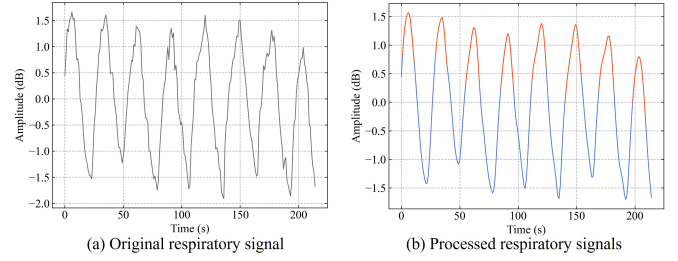 1.5
1.0
0.5
0.0
−0.5
−1.0
−1.5
−2.0
Amplitude (dB)
0 50 100 150 200
Time (s)
(a) Original respiratory signal
1.5
1.0
0.5
0.0
−0.5
−1.0
−1.5
Amplitude (dB)
0 50 100 150 200
Time (s)
(b) Processed respiratory signals